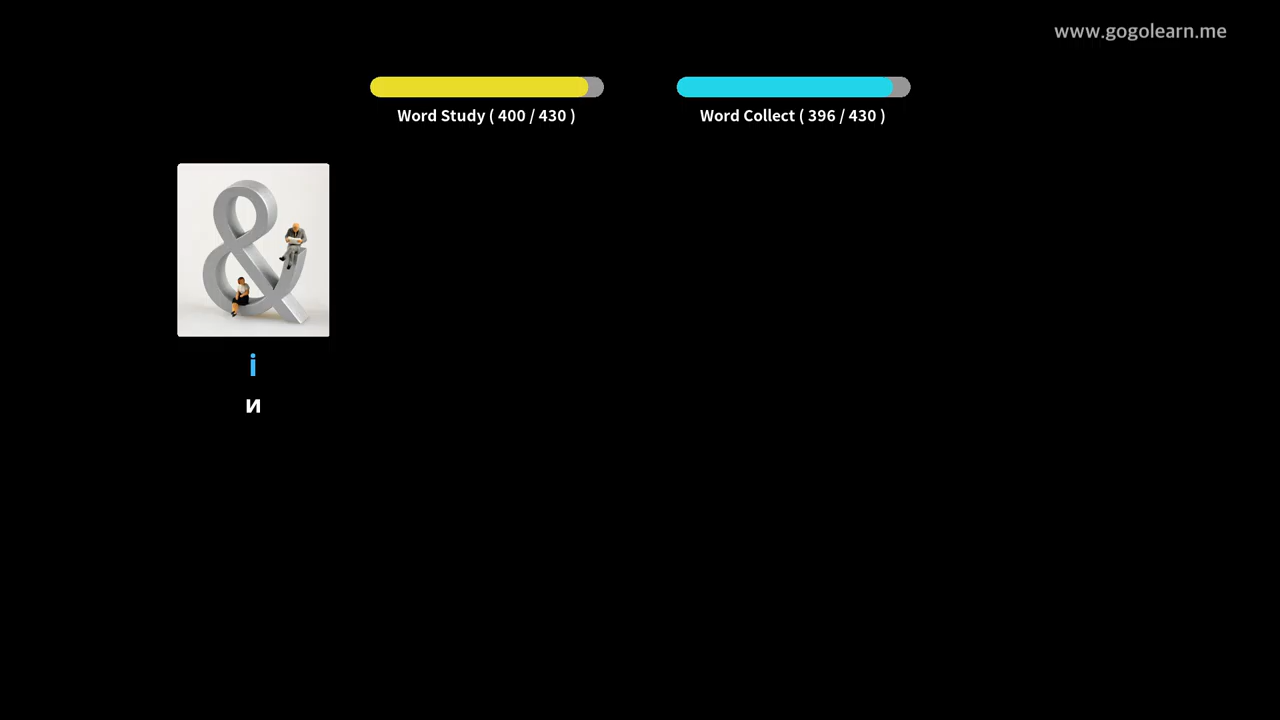 www.gogolearn.me
Word Study ( 400 / 430 )
Word Collect ( 396 / 430 )
&
i
и